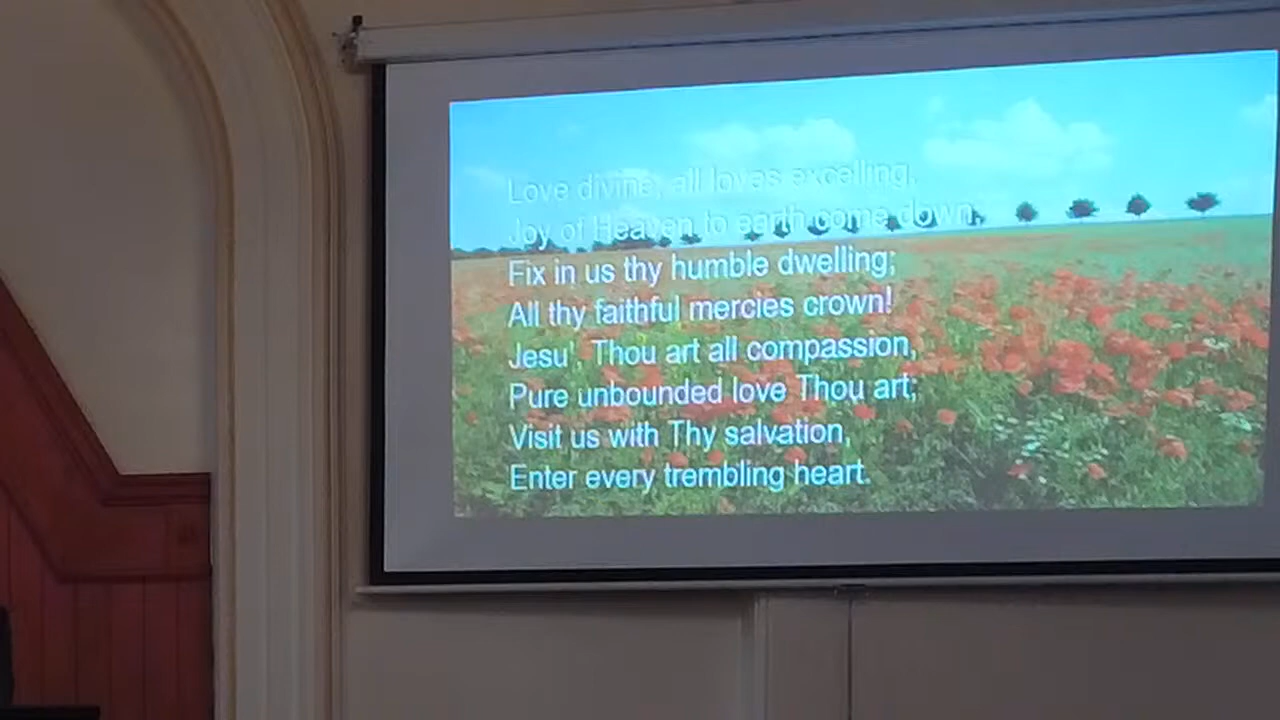 Love divine, all loves excelling,
Joy of Heaven to earth come down,
Fix in us thy humble dwelling;
All thy faithful mercies crown!
Jesu', Thou art all compassion,
Pure unbounded love Thou art;
Visit us with Thy salvation,
Enter every trembling heart.